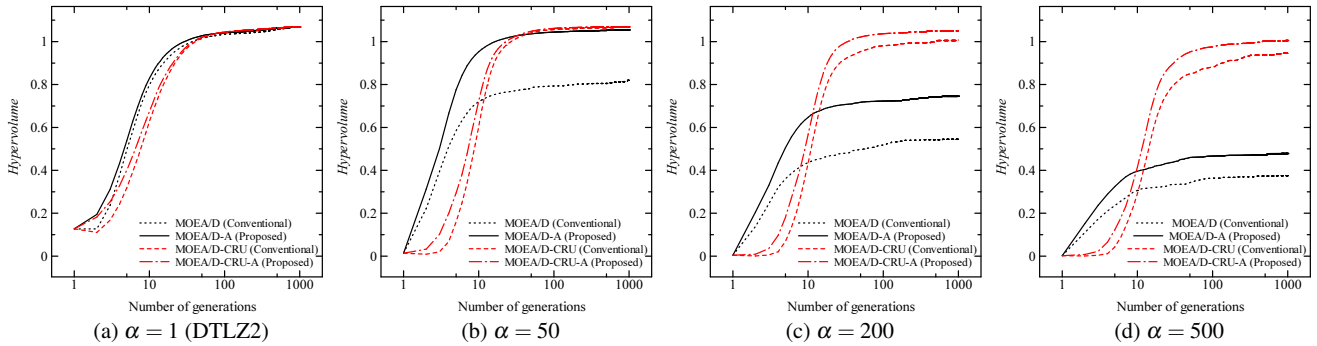 1
0.8
0.6
0.4
0.2
0
Hypervolume
MOEA/D (Conventional)
MOEA/D-A (Proposed)
MOEA/D-CRU (Conventional)
MOEA/D-CRU-A (Proposed)
1 10 100 1000
Number of generations
(a) α = 1 (DTLZ2)
1
0.8
0.6
0.4
0.2
0
Hypervolume
MOEA/D (Conventional)
MOEA/D-A (Proposed)
MOEA/D-CRU (Conventional)
MOEA/D-CRU-A (Proposed)
1 10 100 1000
Number of generations
(b) α = 50
1
0.8
0.6
0.4
0.2
0
Hypervolume
MOEA/D (Conventional)
MOEA/D-A (Proposed)
MOEA/D-CRU (Conventional)
MOEA/D-CRU-A (Proposed)
1 10 100 1000
Number of generations
(c) α = 200
1
0.8
0.6
0.4
0.2
0
Hypervolume
MOEA/D (Conventional)
MOEA/D-A (Proposed)
MOEA/D-CRU (Conventional)
MOEA/D-CRU-A (Proposed)
1 10 100 1000
Number of generations
(d) α = 500